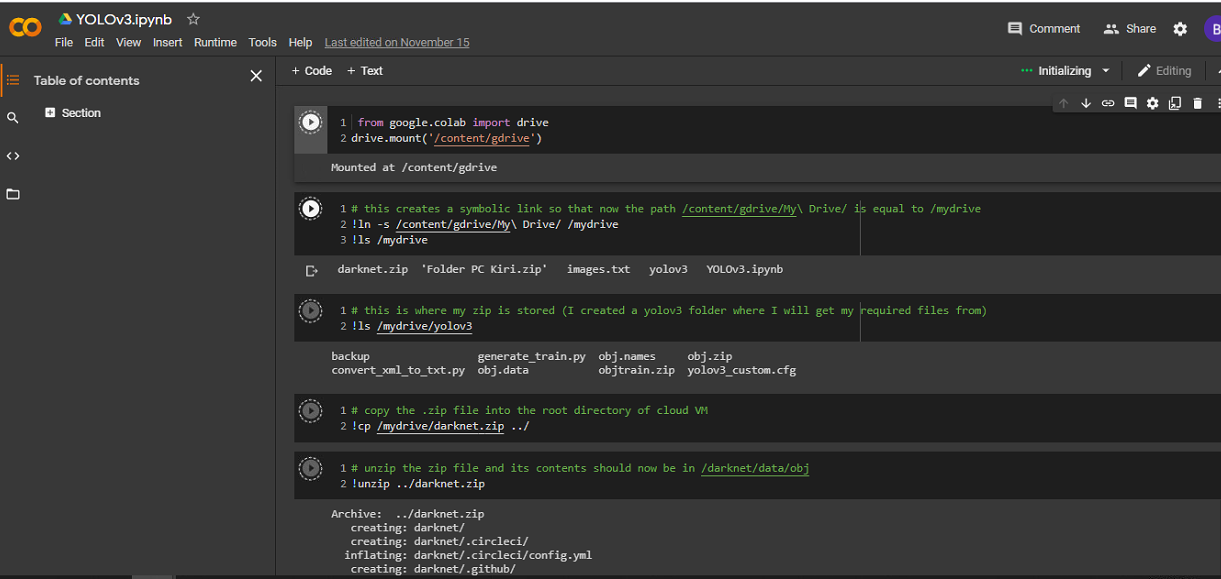 YOLOv3.ipynb
File Edit View Insert Runtime Tools Help Last edited on November 15
Comment Share B
Table of contents
Section
+ Code + Text
Initializing Editing
1 from google.colab import drive
2 drive.mount('/content/gdrive')
Mounted at /content/gdrive
1 # this creates a symbolic link so that now the path /content/gdrive/My\ Drive/ is equal to /mydrive
2 !ln -s /content/gdrive/My\ Drive/ /mydrive
3 !ls /mydrive
darknet.zip 'Folder PC Kiri.zip' images.txt yolov3 YOLOv3.ipynb
1 # this is where my zip is stored (I created a yolov3 folder where I will get my required files from)
2 !ls /mydrive/yolov3
backup generate_train.py obj.names obj.zip
convert_xml_to_txt.py obj.data objtrain.zip yolov3_custom.cfg
1 # copy the .zip file into the root directory of cloud VM
2 !cp /mydrive/darknet.zip ../
1 # unzip the zip file and its contents should now be in /darknet/data/obj
2 !unzip ../darknet.zip
Archive: ../darknet.zip
creating: darknet/
creating: darknet/.circleci/
inflating: darknet/.circleci/config.yml
creating: darknet/.github/